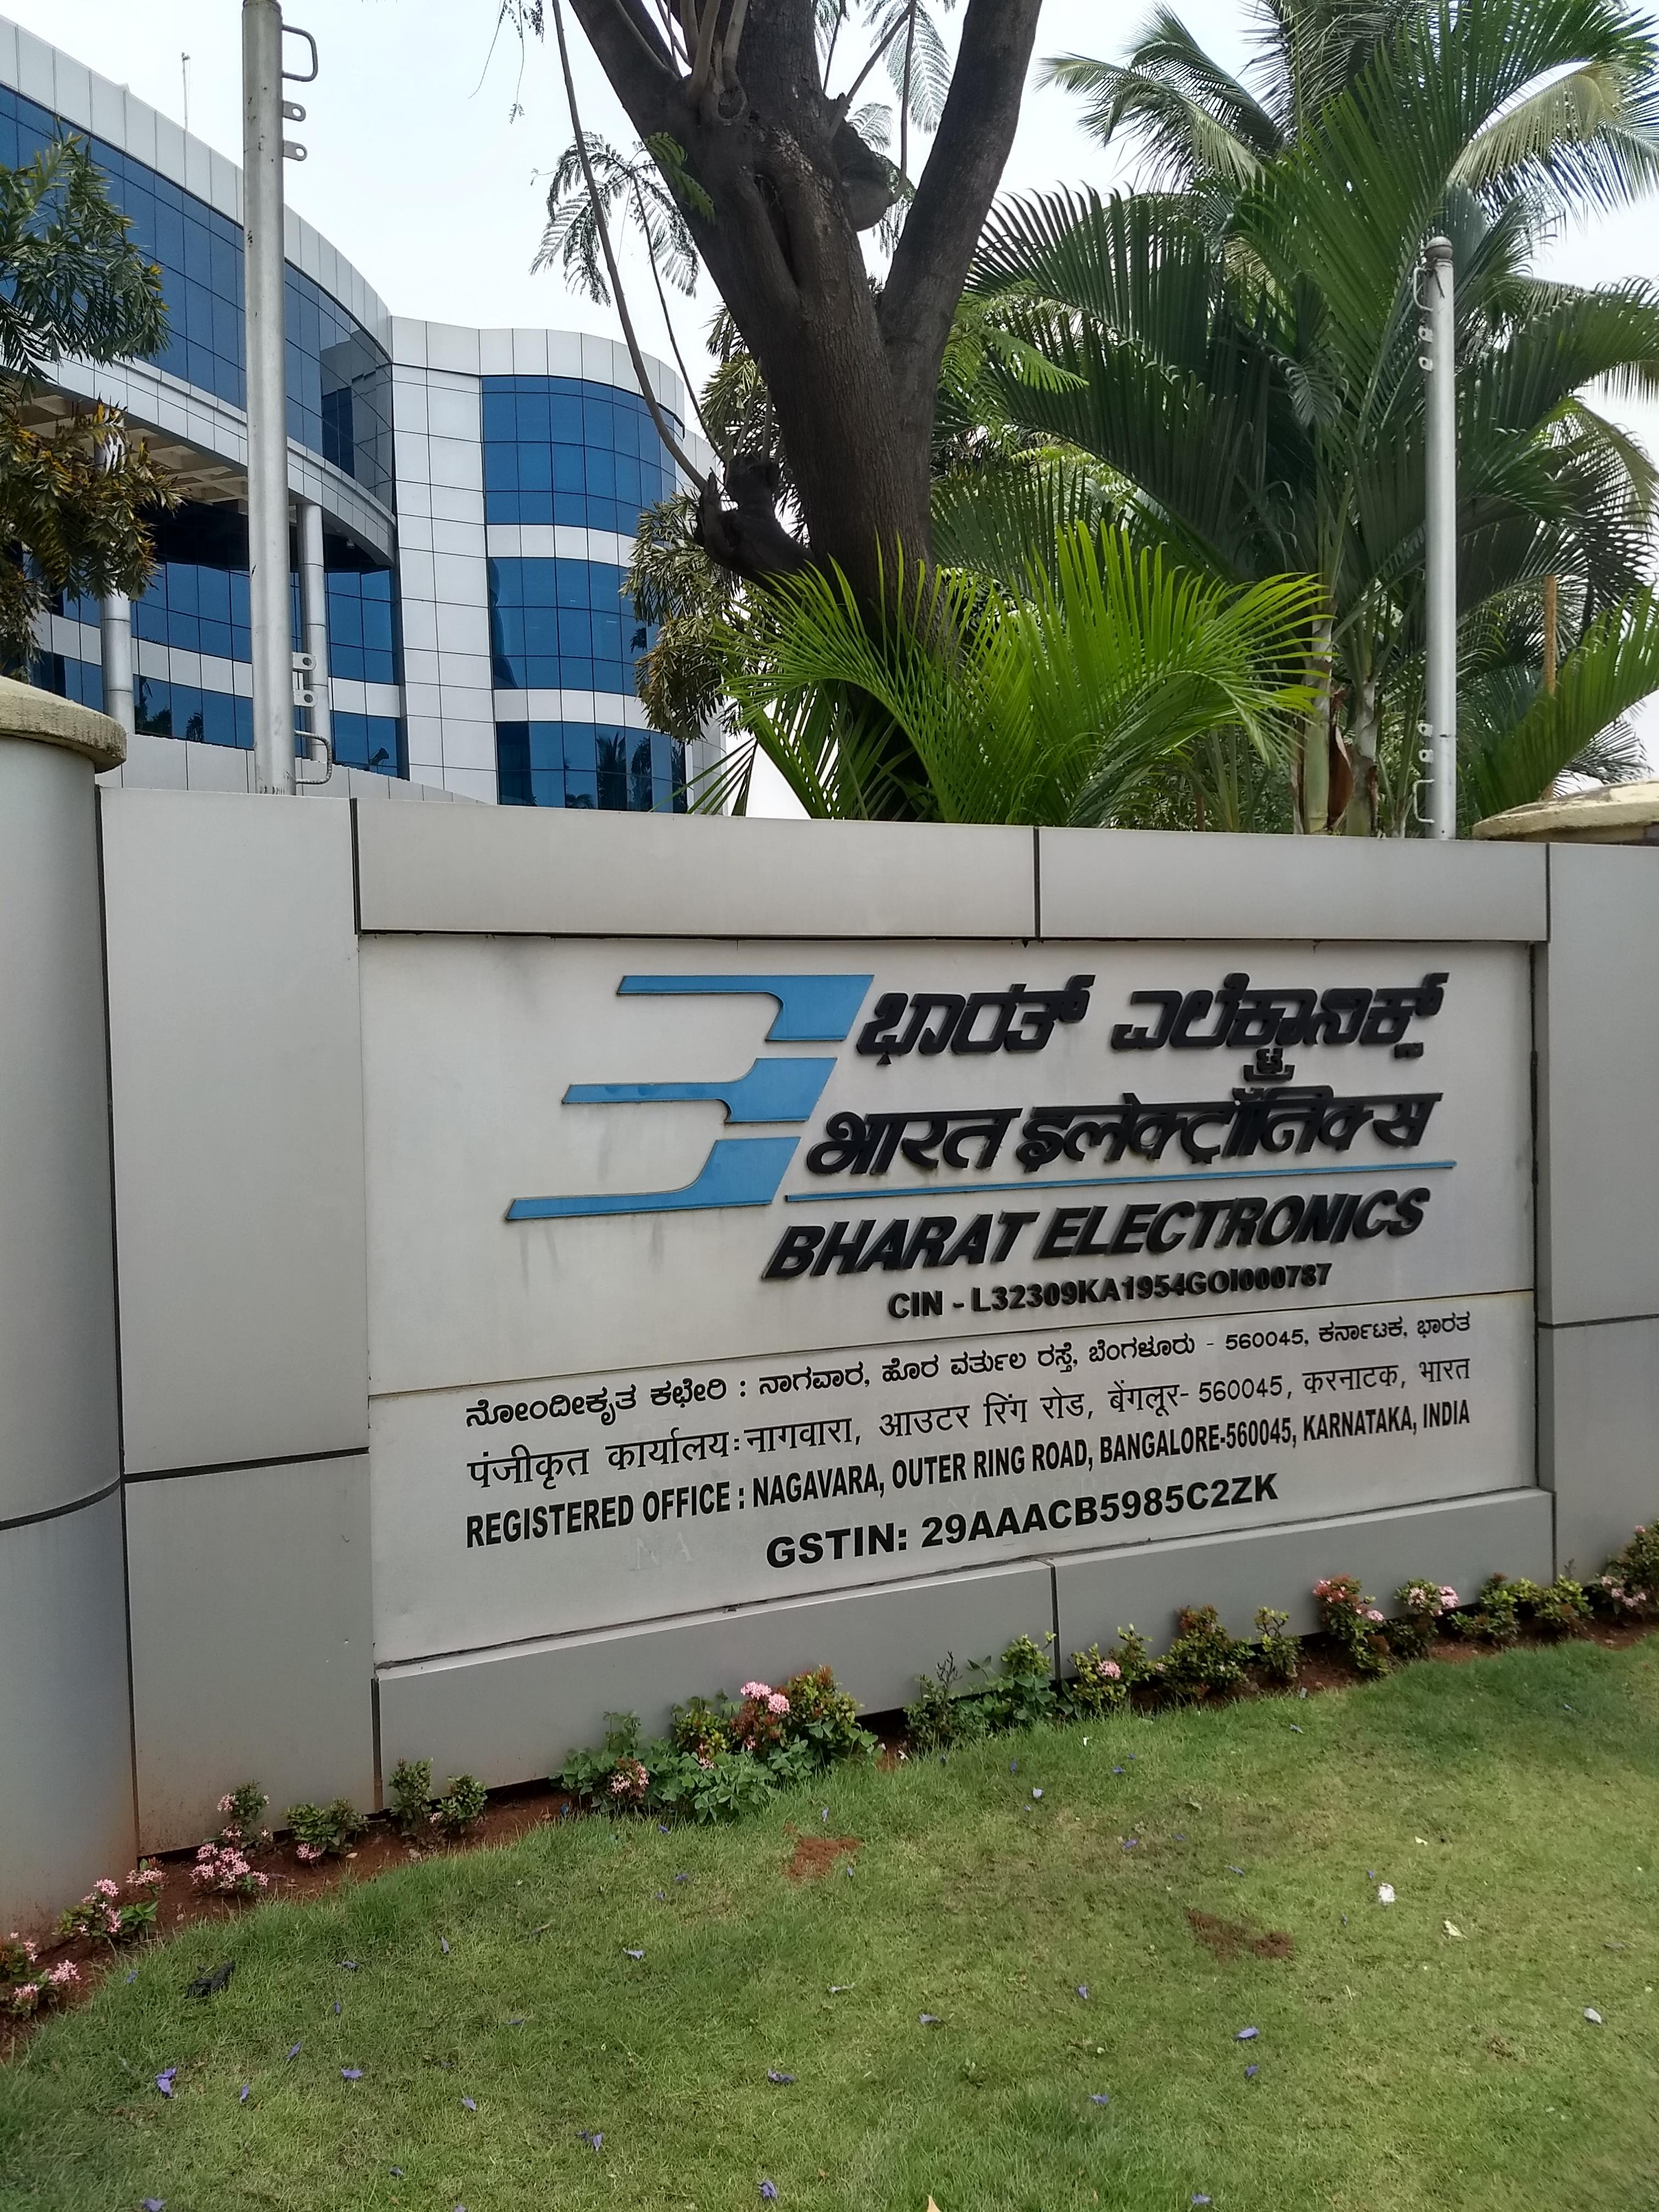 ಭಾರತ್ ಎಲೆಕ್ಟ್ರಾನಿಕ್ಸ್
भारत इलेक्ट्रॉनिक्स
BHARAT ELECTRONICS
CIN - L32309KA1954GOI000787
ನೋಂದೀಕೃತ ಕಛೇರಿ : ನಾಗವಾರ, ಹೊರ ವರ್ತುಲ ರಸ್ತೆ, ಬೆಂಗಳೂರು - 560045, ಕರ್ನಾಟಕ, ಭಾರತ
पंजीकृत कार्यालय:नागवारा, आउटर रिंग रोड, बेंगलूर- 560045, करनाटक, भारत
REGISTERED OFFICE : NAGAVARA, OUTER RING ROAD, BANGALORE-560045, KARNATAKA, INDIA
GSTIN: 29AAACB5985C2ZK